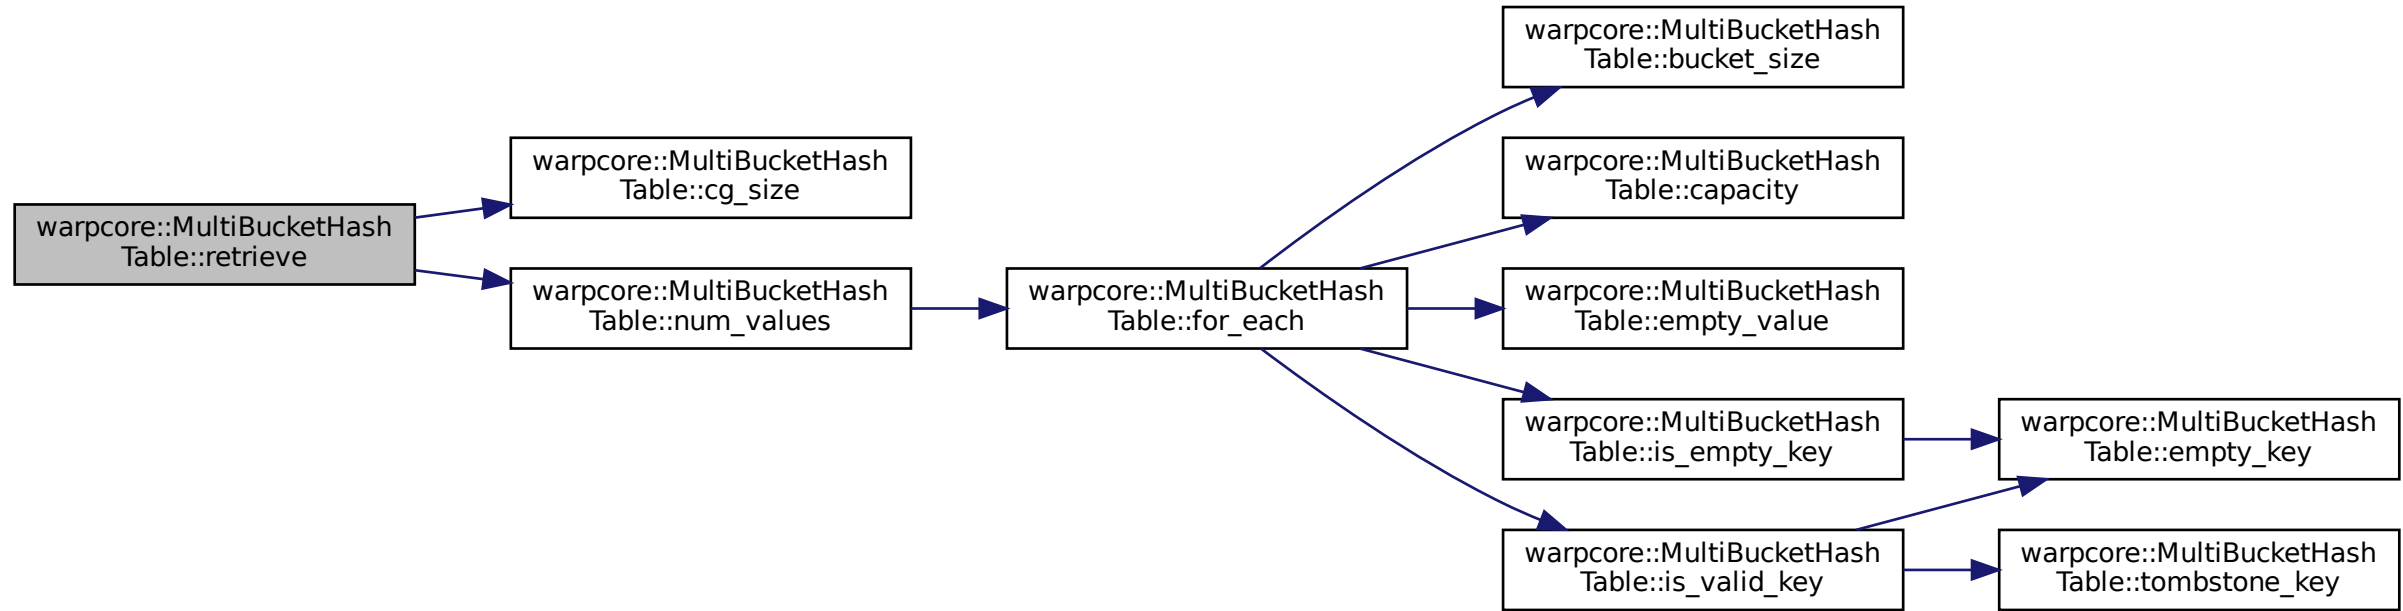 warpcore::MultiBucketHash
Table::retrieve
warpcore::MultiBucketHash
Table::cg_size
warpcore::MultiBucketHash
Table::num_values
warpcore::MultiBucketHash
Table::for_each
warpcore::MultiBucketHash
Table::bucket_size
warpcore::MultiBucketHash
Table::capacity
warpcore::MultiBucketHash
Table::empty_value
warpcore::MultiBucketHash
Table::is_empty_key
warpcore::MultiBucketHash
Table::is_valid_key
warpcore::MultiBucketHash
Table::empty_key
warpcore::MultiBucketHash
Table::tombstone_key